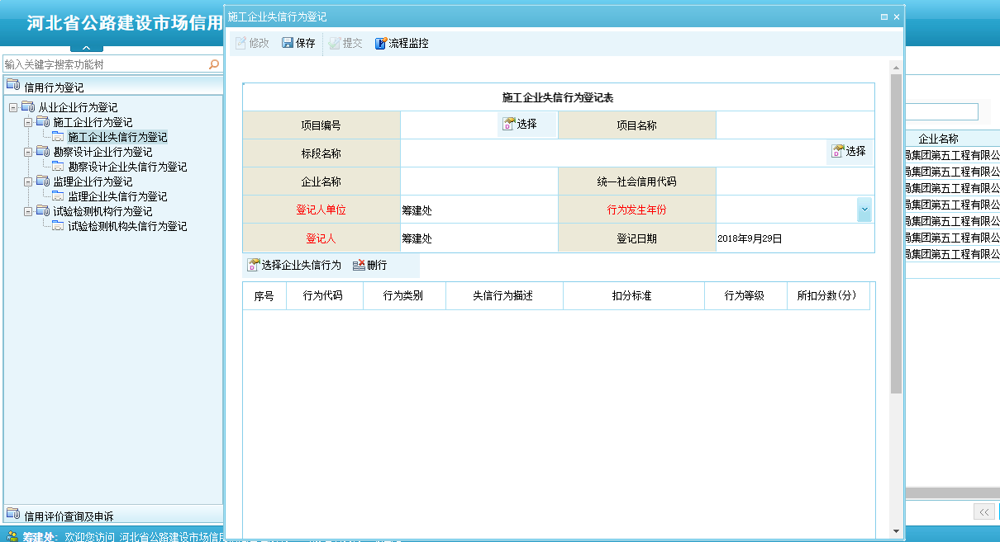 河北省公路建设市场信用
输入关键字搜索功能树
信用行为登记
从业企业行为登记
施工企业行为登记
施工企业失信行为登记
勘察设计企业行为登记
勘察设计企业失信行为登记
监理企业行为登记
监理企业失信行为登记
试验检测机构行为登记
试验检测机构失信行为登记
信用评价查询及申诉
筹建处: 欢迎您访问 河北省公路建设市场信用
施工企业失信行为登记
修改 保存 提交 流程监控
施工企业失信行为登记表
项目编号 选择 项目名称
标段名称 选择
企业名称 统一社会信用代码
登记人单位 筹建处 行为发生年份
登记人 筹建处 登记日期 2018年9月29日
选择企业失信行为 删行
序号 行为代码 行为类别 失信行为描述 扣分标准 行为等级 所扣分数(分)
企业名称
局集团第五工程有限公
局集团第五工程有限公
局集团第五工程有限公
局集团第五工程有限公
局集团第五工程有限公
局集团第五工程有限公
局集团第五工程有限公